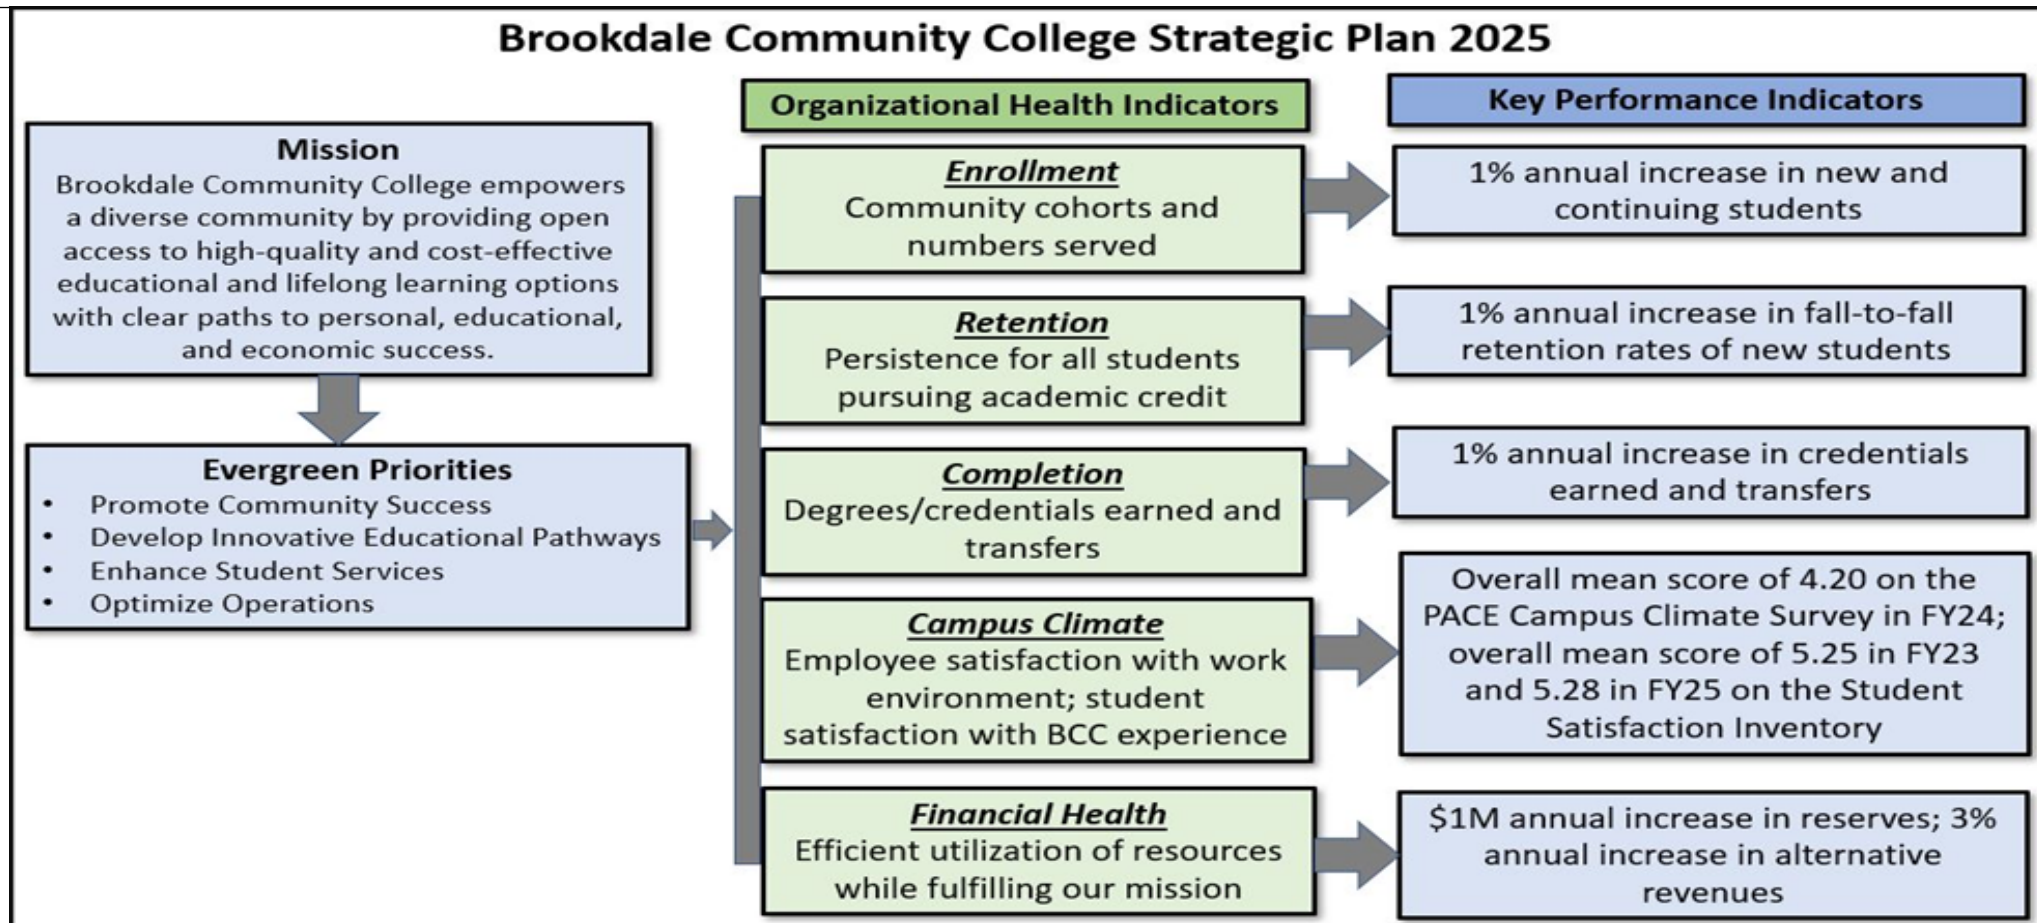 Brookdale Community College Strategic Plan 2025
Mission
Brookdale Community College empowers
a diverse community by providing open
access to high-quality and cost-effective
educational and lifelong learning options
with clear paths to personal, educational,
and economic success.
Evergreen Priorities
• Promote Community Success
• Develop Innovative Educational Pathways
• Enhance Student Services
• Optimize Operations
Organizational Health Indicators
Enrollment
Community cohorts and
numbers served
Retention
Persistence for all students
pursuing academic credit
Completion
Degrees/credentials earned and
transfers
Campus Climate
Employee satisfaction with work
environment; student
satisfaction with BCC experience
Financial Health
Efficient utilization of resources
while fulfilling our mission
Key Performance Indicators
1% annual increase in new and
continuing students
1% annual increase in fall-to-fall
retention rates of new students
1% annual increase in credentials
earned and transfers
Overall mean score of 4.20 on the
PACE Campus Climate Survey in FY24;
overall mean score of 5.25 in FY23
and 5.28 in FY25 on the Student
Satisfaction Inventory
$1M annual increase in reserves; 3%
annual increase in alternative
revenues